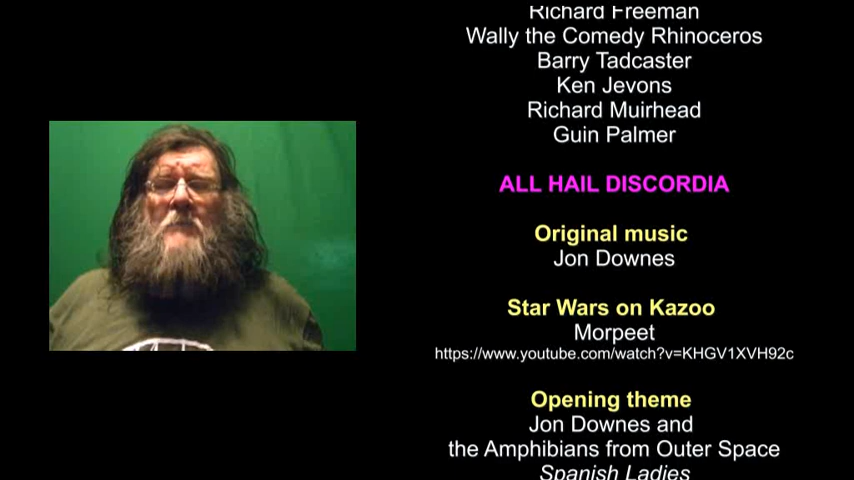 Richard Freeman
Wally the Comedy Rhinoceros
Barry Tadcaster
Ken Jevons
Richard Muirhead
Guin Palmer
ALL HAIL DISCORDIA
Original music
Jon Downes
Star Wars on Kazoo
Morpeet
https://www.youtube.com/watch?v=KHGV1XVH92c
Opening theme
Jon Downes and
the Amphibians from Outer Space
Spanish Ladies